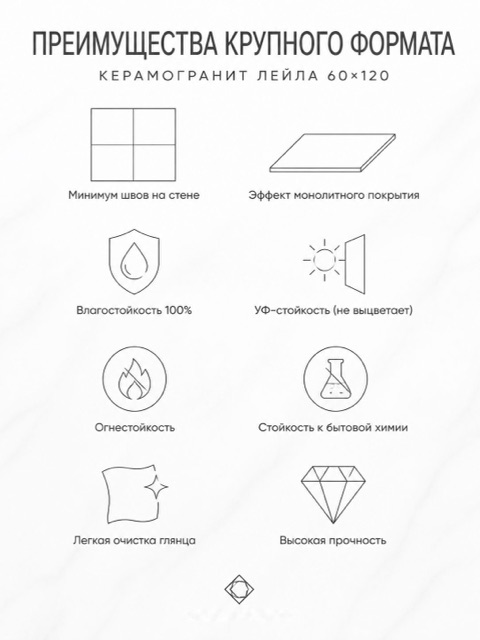 ПРЕИМУЩЕСТВА КРУПНОГО ФОРМАТА
КЕРАМОГРАНИТ ЛЕЙЛА 60×120
Минимум швов на стене
Эффект монолитного покрытия
Влагостойкость 100%
УФ-стойкость (не выцветает)
Огнестойкость
Стойкость к бытовой химии
Легкая очистка глянца
Высокая прочность